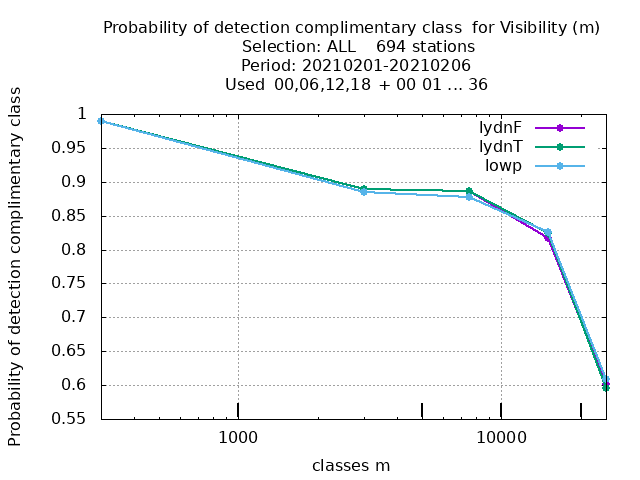 Probability of detection complimentary class  for Visibility (m)
Selection: ALL    694 stations
Period: 20210201-20210206
Used 00,06,12,18 + 00 01 ... 36
lydnF
lydnT
lowp
1
0.95
0.9
0.85
0.8
0.75
0.7
0.65
0.6
0.55
1000
10000
classes m
Probability of detection complimentary class